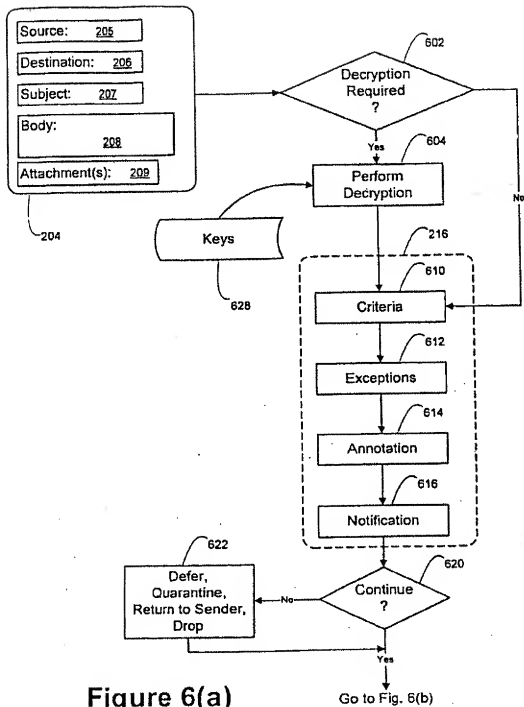 Source: 205
Destination: 206
Subject: 207
Body:
208
Attachment(s): 209
204
602
Decryption
Required
?
Yes
No
604
Perform
Decryption
Keys
628
216
610
Criteria
612
Exceptions
614
Annotation
616
Notification
620
Continue
?
No
622
Defer,
Quarantine,
Return to Sender,
Drop
Yes
Figure 6(a)
Go to Fig. 6(b)